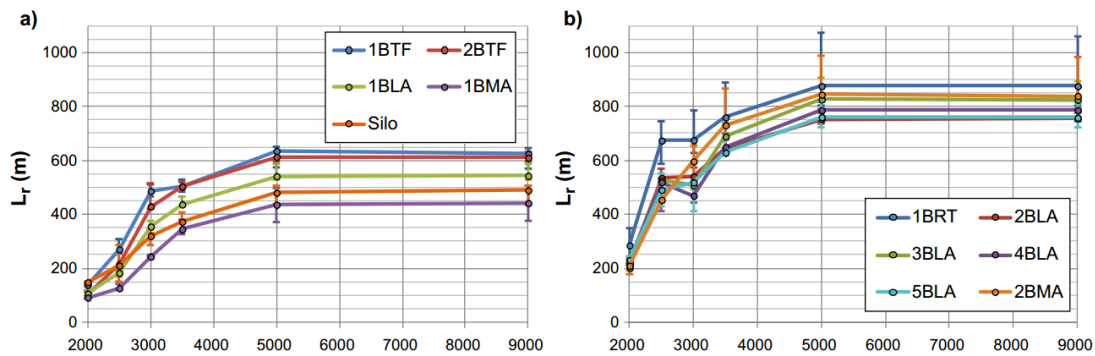 a)
1000
800
600
400
200
0
L_r (m)
1BTF 2BTF
1BLA 1BMA
Silo
2000 3000 4000 5000 6000 7000 8000 9000
b)
1000
800
600
400
200
0
L_r (m)
1BRT 2BLA
3BLA 4BLA
5BLA 2BMA
2000 3000 4000 5000 6000 7000 8000 9000